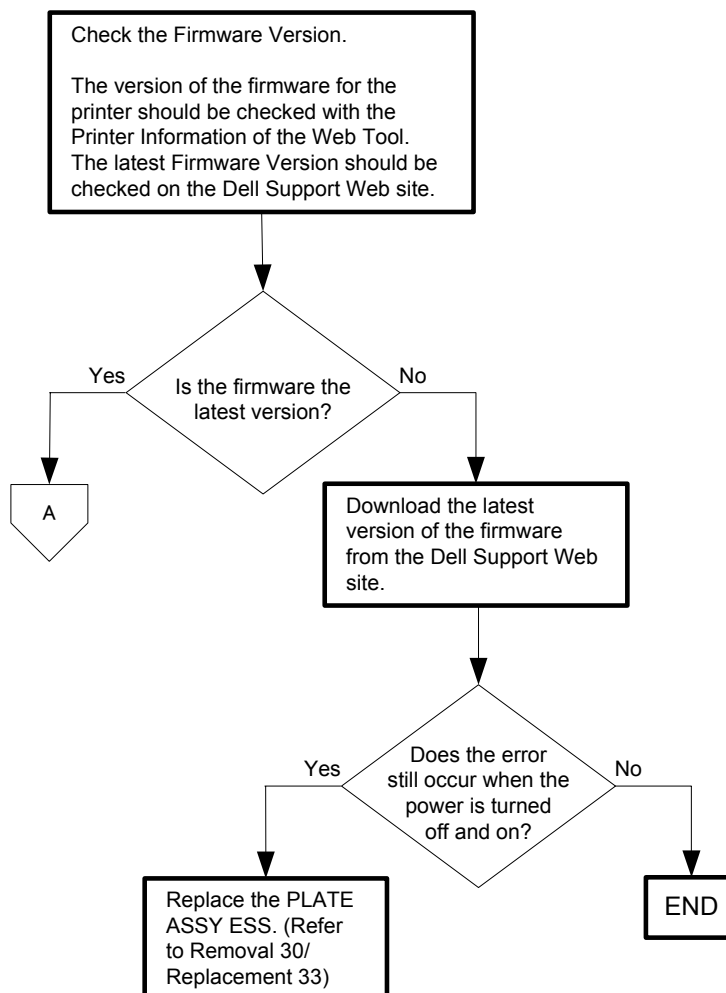 Check the Firmware Version.
The version of the firmware for the
printer should be checked with the
Printer Information of the Web Tool.
The latest Firmware Version should be
checked on the Dell Support Web site.
Yes
No
Is the firmware the
latest version?
A
Download the latest
version of the firmware
from the Dell Support Web
site.
Yes
No
Does the error
still occur when the
power is turned
off and on?
Replace the PLATE
ASSY ESS. (Refer
to Removal 30/
Replacement 33)
END